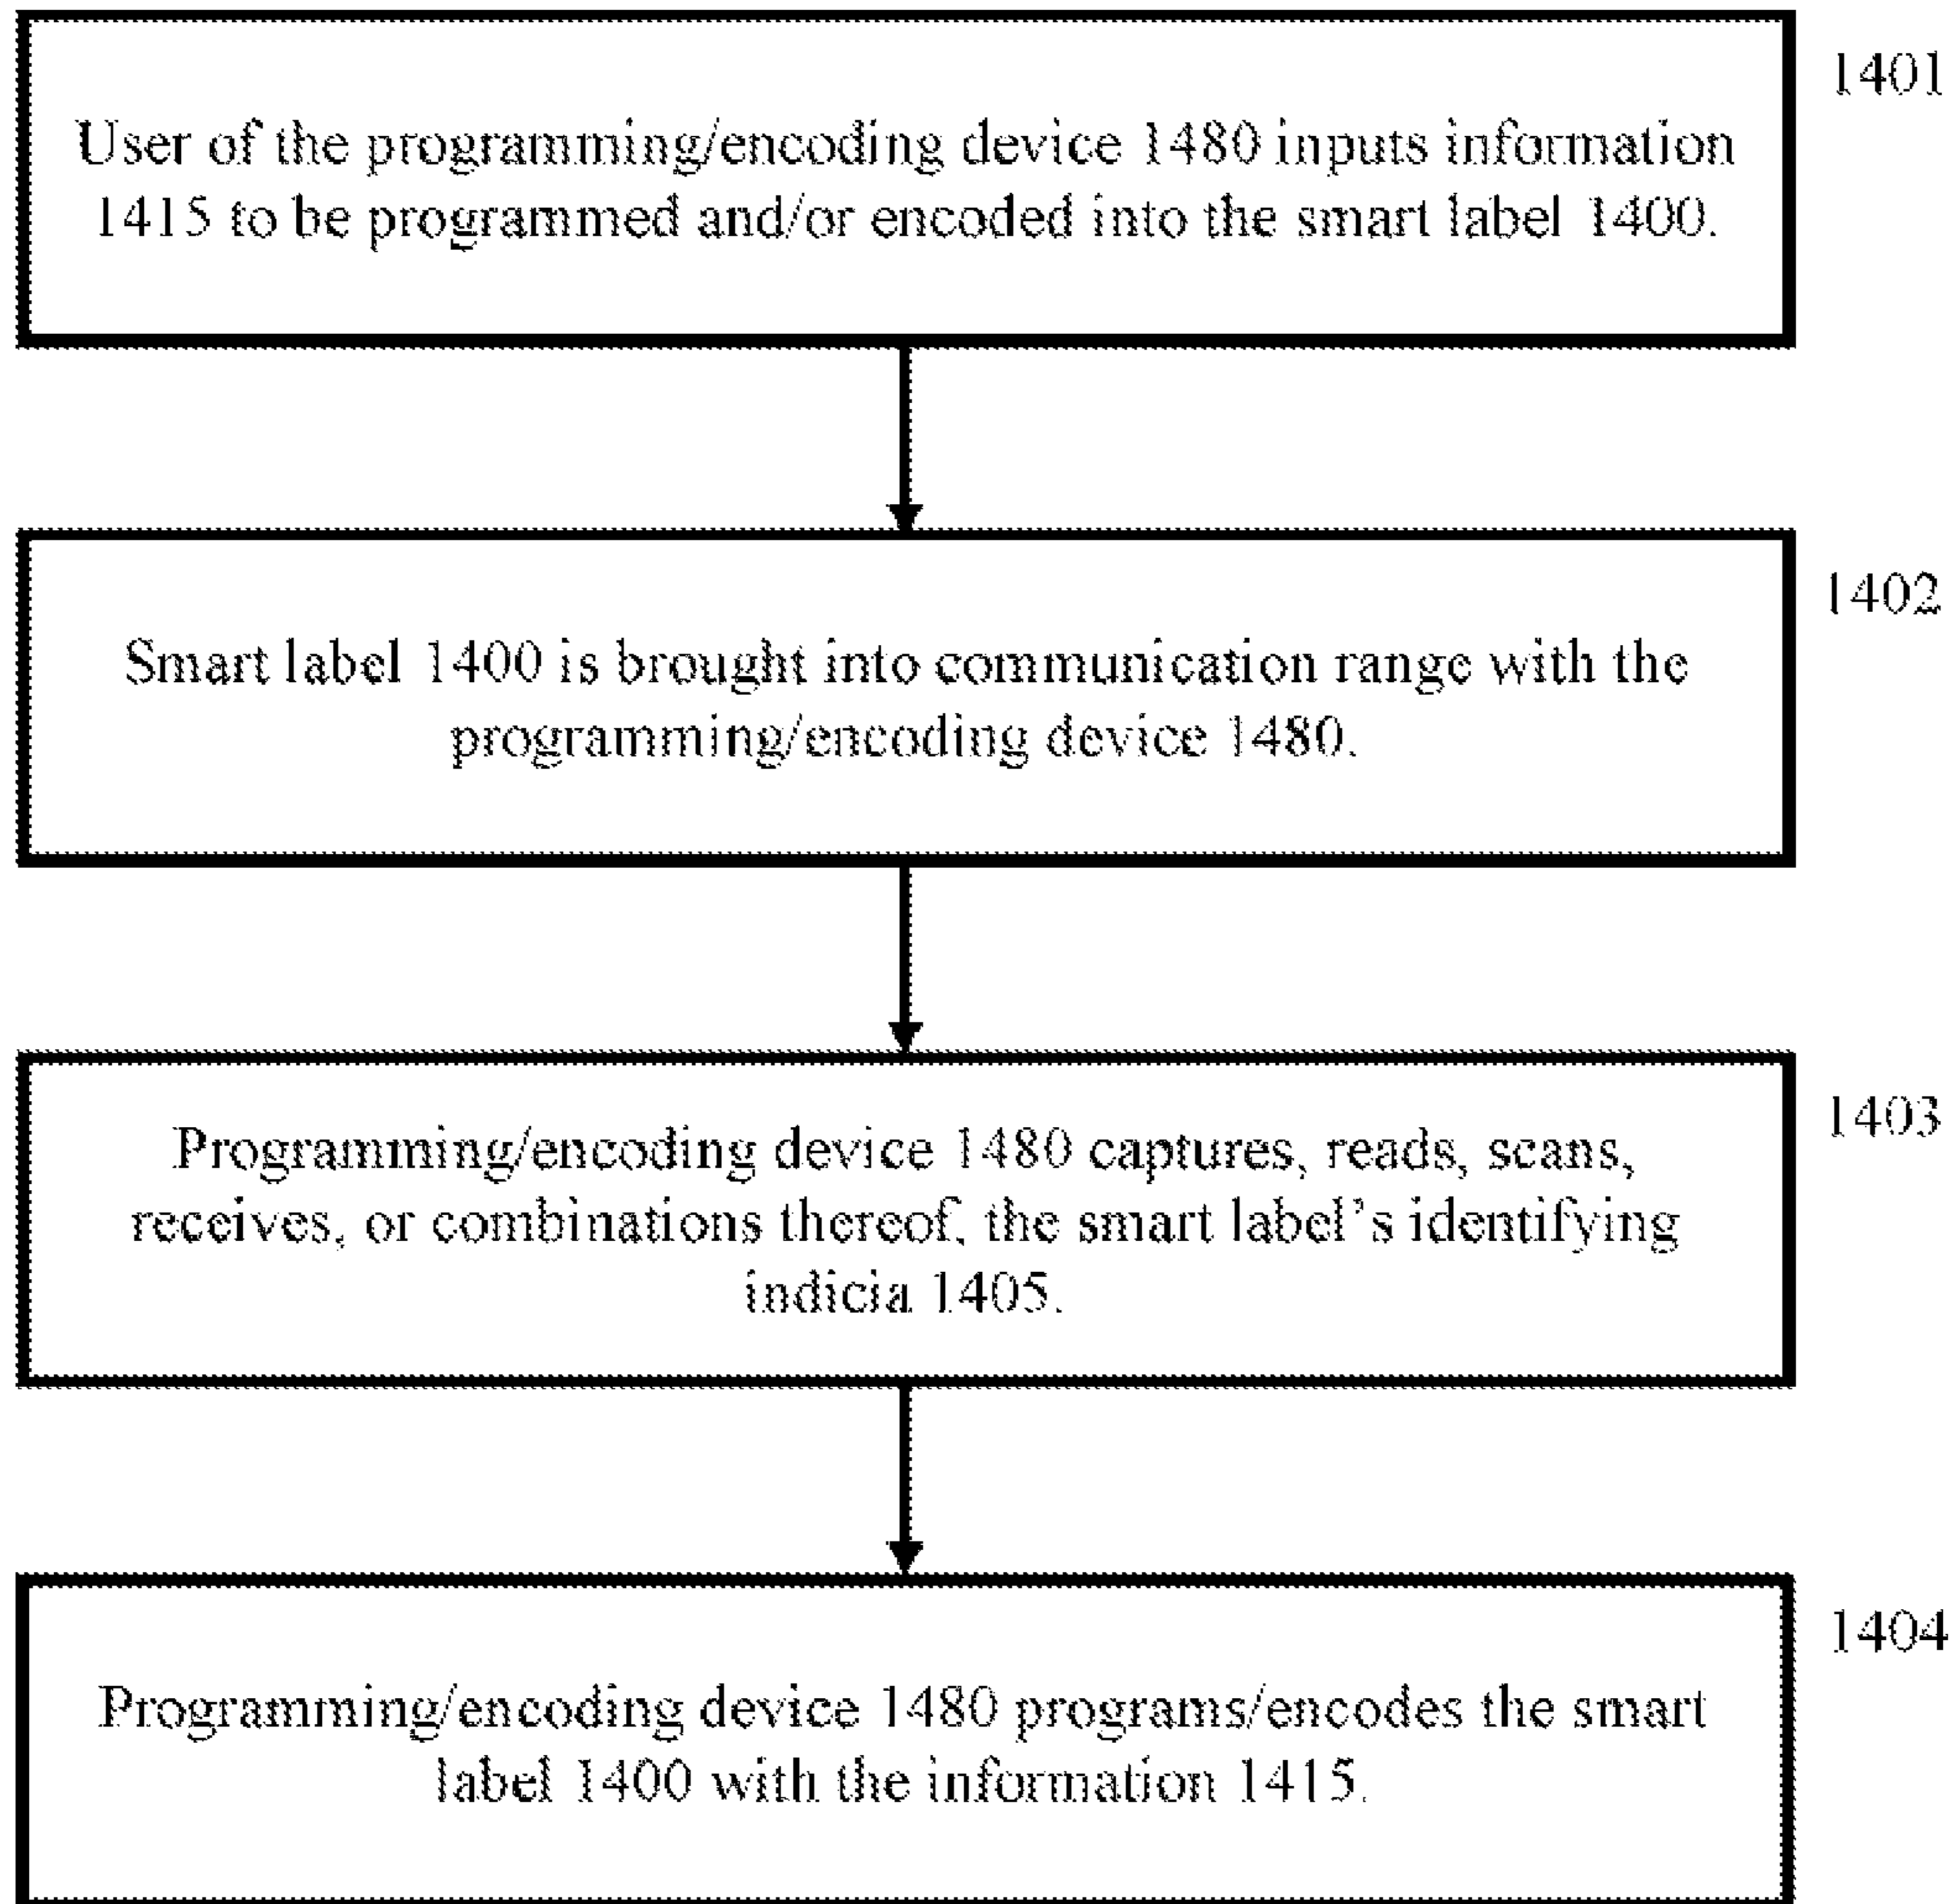 1401
User of the programming/encoding device 1480 inputs information
1415 to be programmed and/or encoded into the smart label 1400.
1402
Smart label 1400 is brought into communication range with the
programming/encoding device 1480.
1403
Programming/encoding device 1480 captures, reads, scans,
receives, or combinations thereof, the smart label’s identifying
indicia 1405.
1404
Programming/encoding device 1480 programs/encodes the smart
label 1400 with the information 1415.